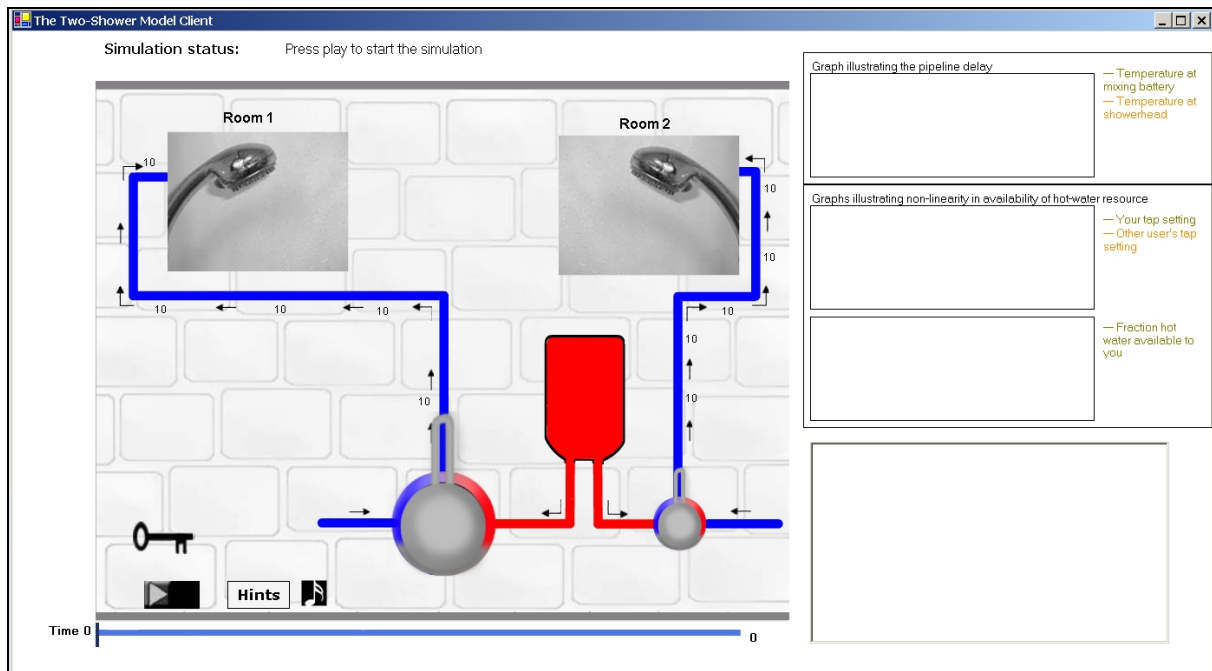 The Two-Shower Model Client
Simulation status: Press play to start the simulation
Room 1
Room 2
10
10
10
10
10
10
10
10
10
10
10
Hints
Time 0
0
Graph illustrating the pipeline delay
— Temperature at
mixing battery
— Temperature at
showerhead
Graphs illustrating non-linearity in availability of hot-water resource
— Your tap setting
— Other user's tap
setting
— Fraction hot
water available to
you